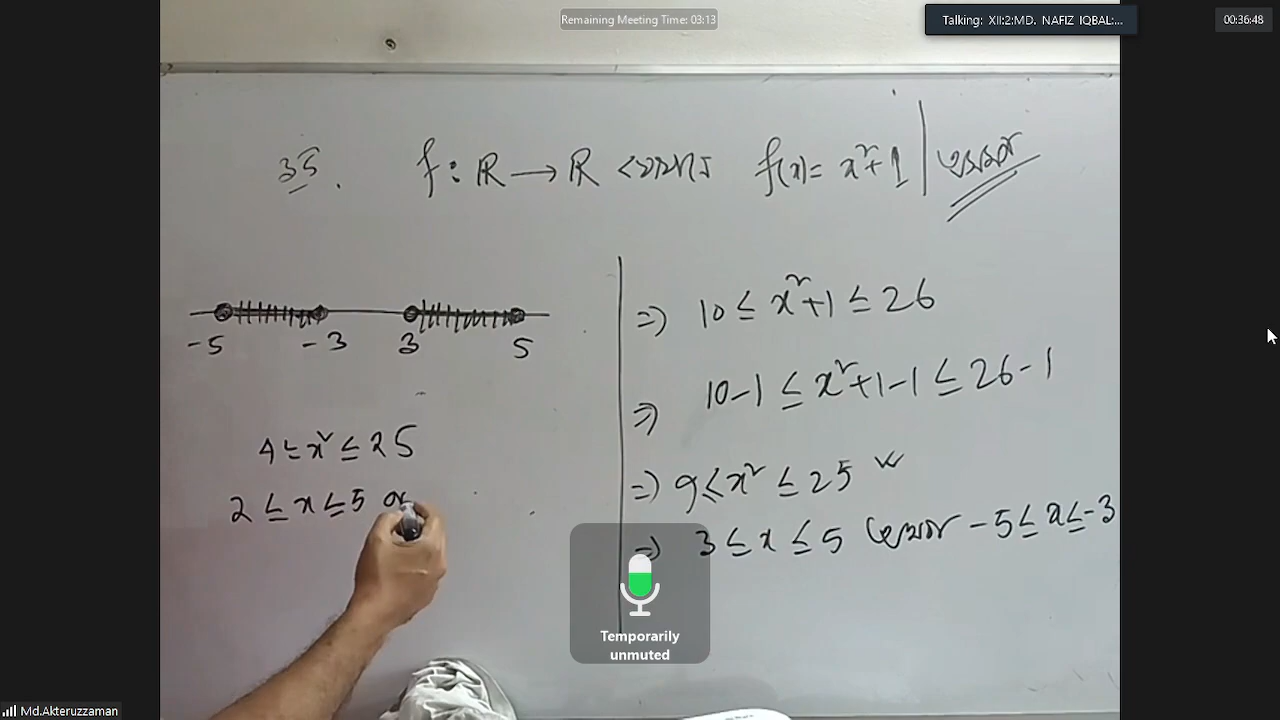 Remaining Meeting Time: 03:13
Talking: XII:2:MD. NAFIZ IQBAL:...
00:36:48
35. f: ℝ → ℝ f(x) = x²+1
-5 -3 3 5
4 ≤ x² ≤ 25
2 ≤ x ≤ 5 or
⇒ 10 ≤ x²+1 ≤ 26
⇒ 10-1 ≤ x²+1-1 ≤ 26-1
⇒ 9 ≤ x² ≤ 25
⇒ 3 ≤ x ≤ 5 অথবা -5 ≤ x ≤ -3
Temporarily
unmuted
Md.Akteruzzaman